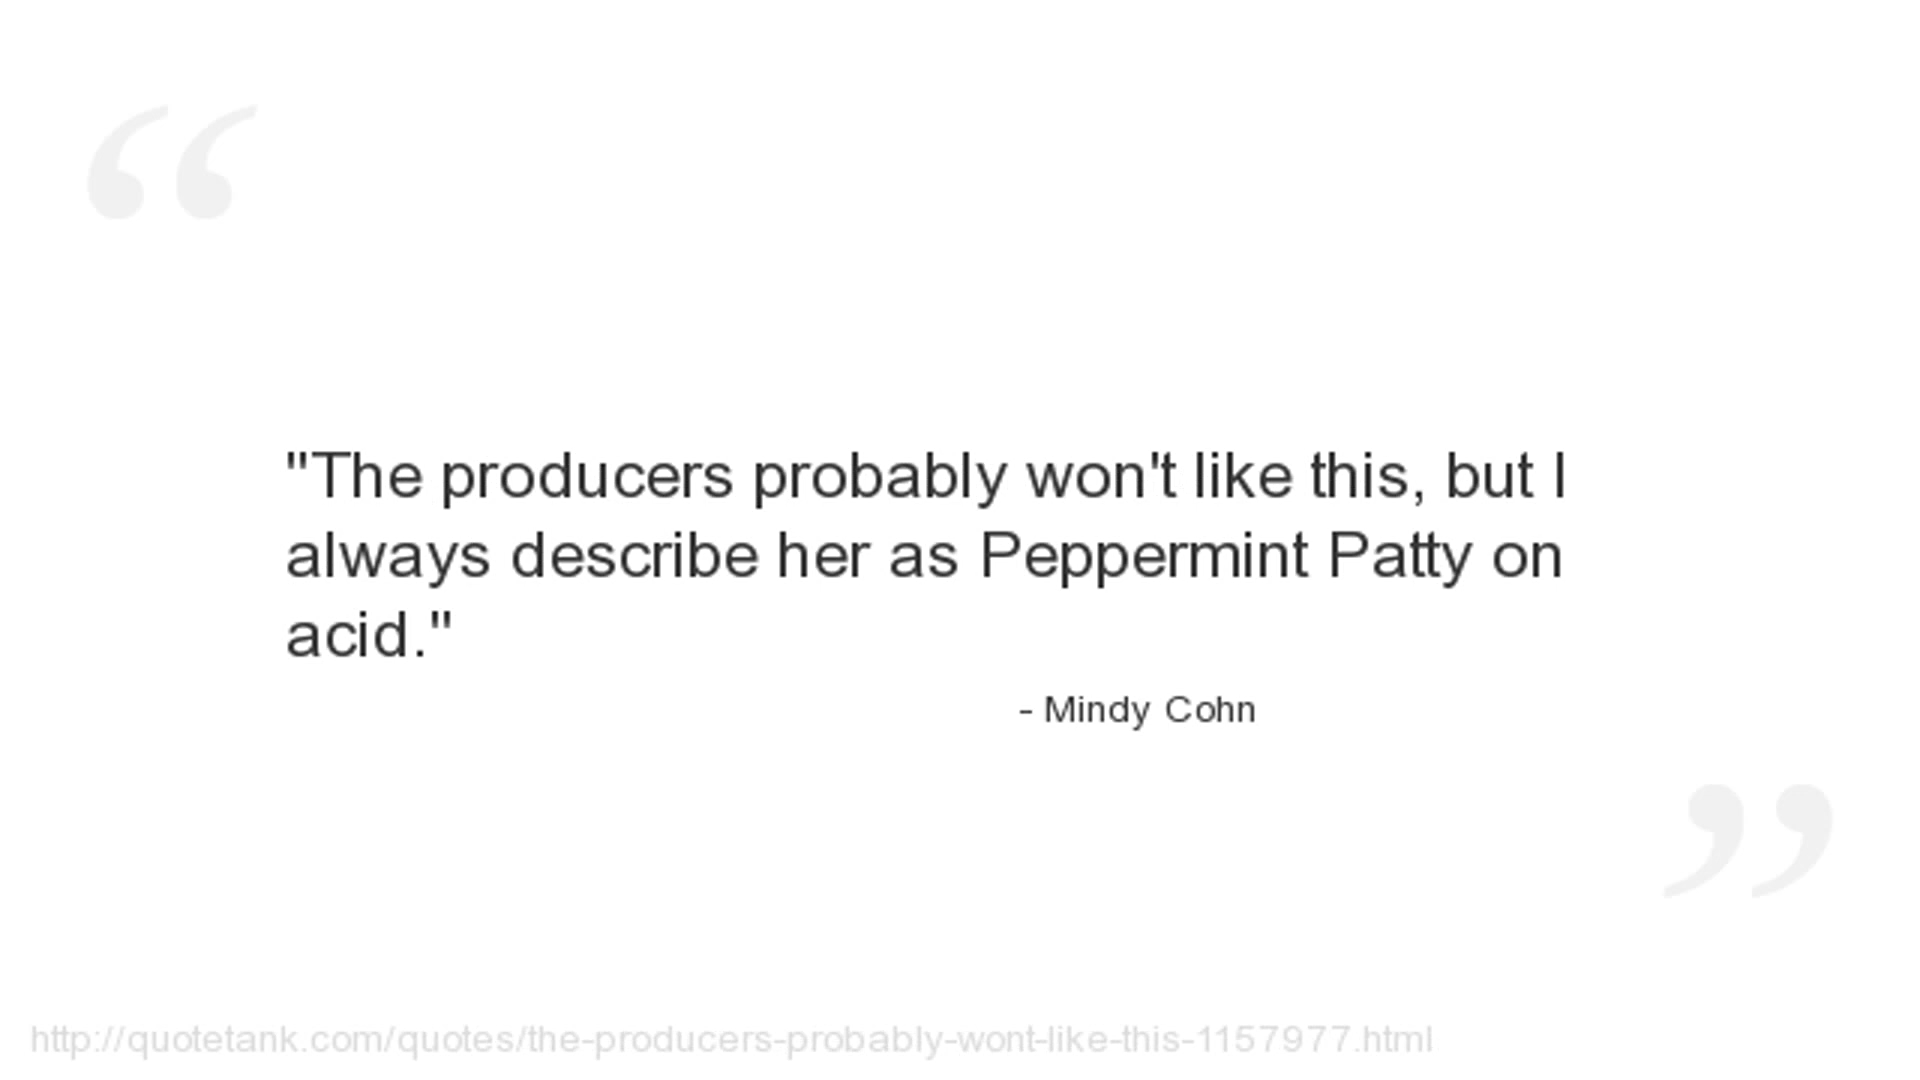 "The producers probably won't like this, but I
always describe her as Peppermint Patty on
acid."
- Mindy Cohn
http://quotetank.com/quotes/the-producers-probably-wont-like-this-1157977.html